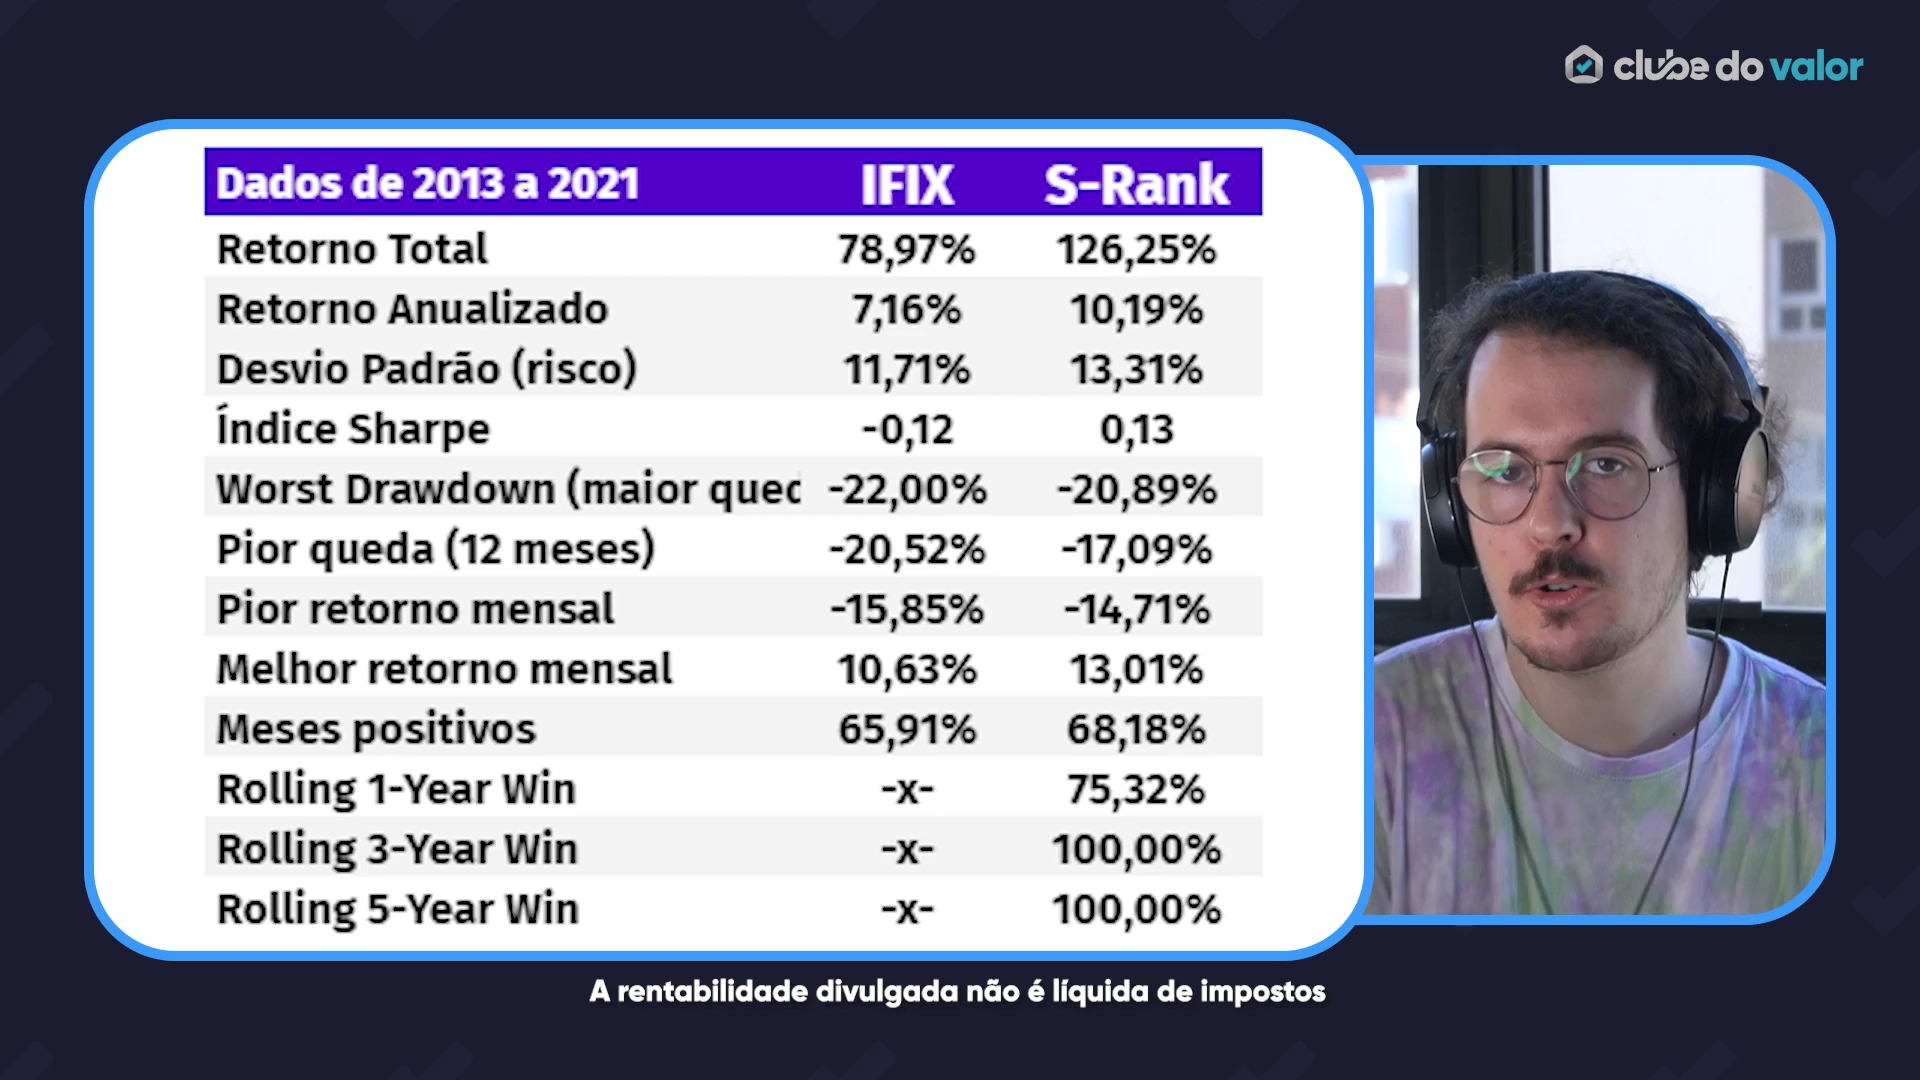 clube do valor
Dados de 2013 a 2021 IFIX S-Rank
Retorno Total 78,97% 126,25%
Retorno Anualizado 7,16% 10,19%
Desvio Padrão (risco) 11,71% 13,31%
Índice Sharpe -0,12 0,13
Worst Drawdown (maior qued -22,00% -20,89%
Pior queda (12 meses) -20,52% -17,09%
Pior retorno mensal -15,85% -14,71%
Melhor retorno mensal 10,63% 13,01%
Meses positivos 65,91% 68,18%
Rolling 1-Year Win -x- 75,32%
Rolling 3-Year Win -x- 100,00%
Rolling 5-Year Win -x- 100,00%
A rentabilidade divulgada não é líquida de impostos